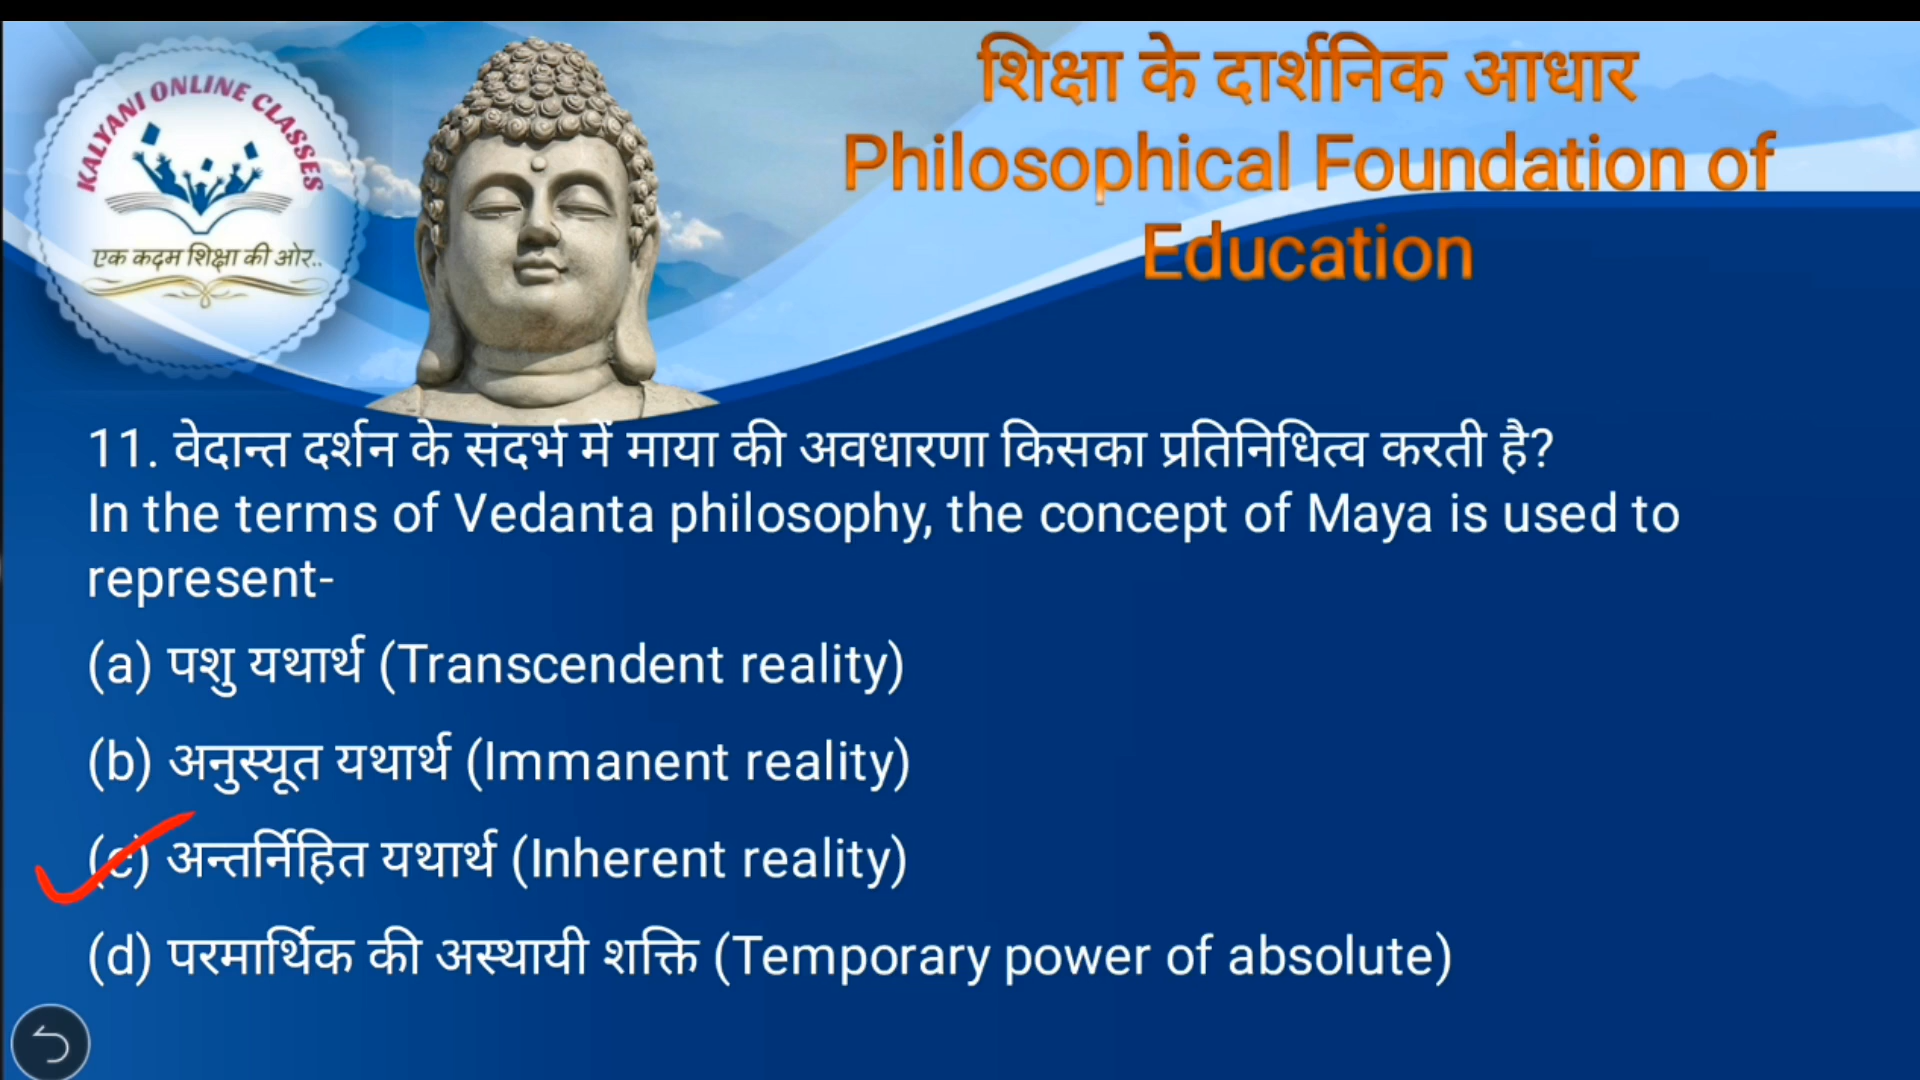 KALYANI ONLINE CLASSES
एक कदम शिक्षा की ओर..
शिक्षा के दार्शनिक आधार
Philosophical Foundation of
Education
11. वेदान्त दर्शन के संदर्भ में माया की अवधारणा किसका प्रतिनिधित्व करती है?
In the terms of Vedanta philosophy, the concept of Maya is used to
represent-
(a) पशु यथार्थ (Transcendent reality)
(b) अनुस्यूत यथार्थ (Immanent reality)
(c) अन्तर्निहित यथार्थ (Inherent reality)
(d) परमार्थिक की अस्थायी शक्ति (Temporary power of absolute)